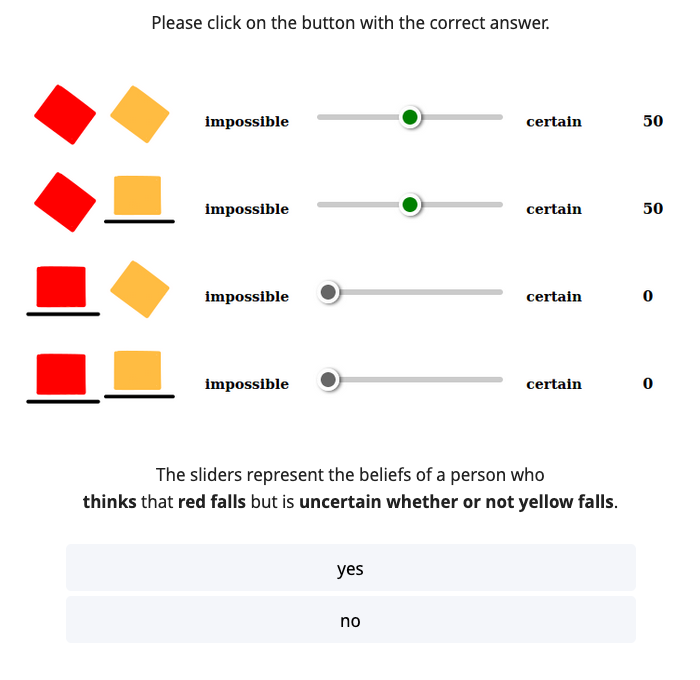 Please click on the button with the correct answer.
impossible certain 50
impossible certain 50
impossible certain 0
impossible certain 0
The sliders represent the beliefs of a person who
thinks that red falls but is uncertain whether or not yellow falls.
yes
no